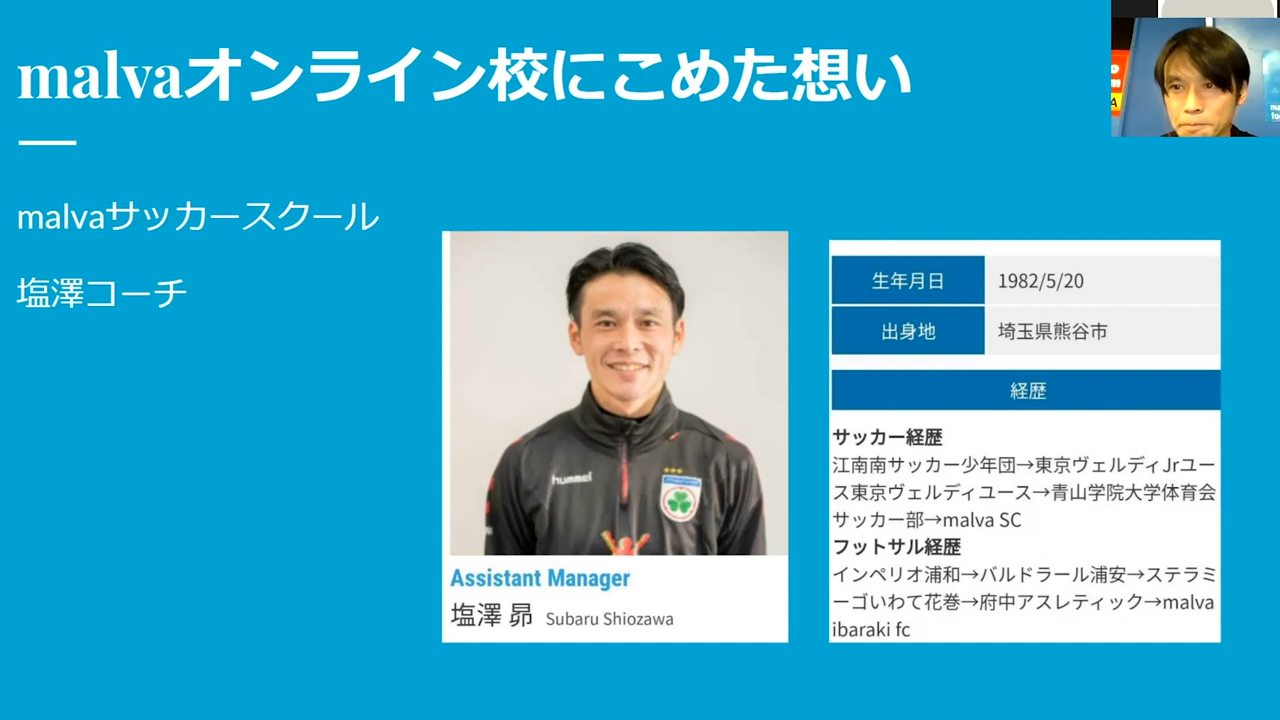 malvaオンライン校にこめた想い
malvaサッカースクール
塩澤コーチ
hummel
Assistant Manager
塩澤 昴 Subaru Shiozawa
生年月日 1982/5/20
出身地 埼玉県熊谷市
経歴
サッカー経歴
江南南サッカー少年団→東京ヴェルディJrユー
ス東京ヴェルディユース→青山学院大学体育会
サッカー部→malva SC
フットサル経歴
インペリオ浦和→バルドラール浦安→ステラミ
ーゴいわて花巻→府中アスレティック→malva
ibaraki fc